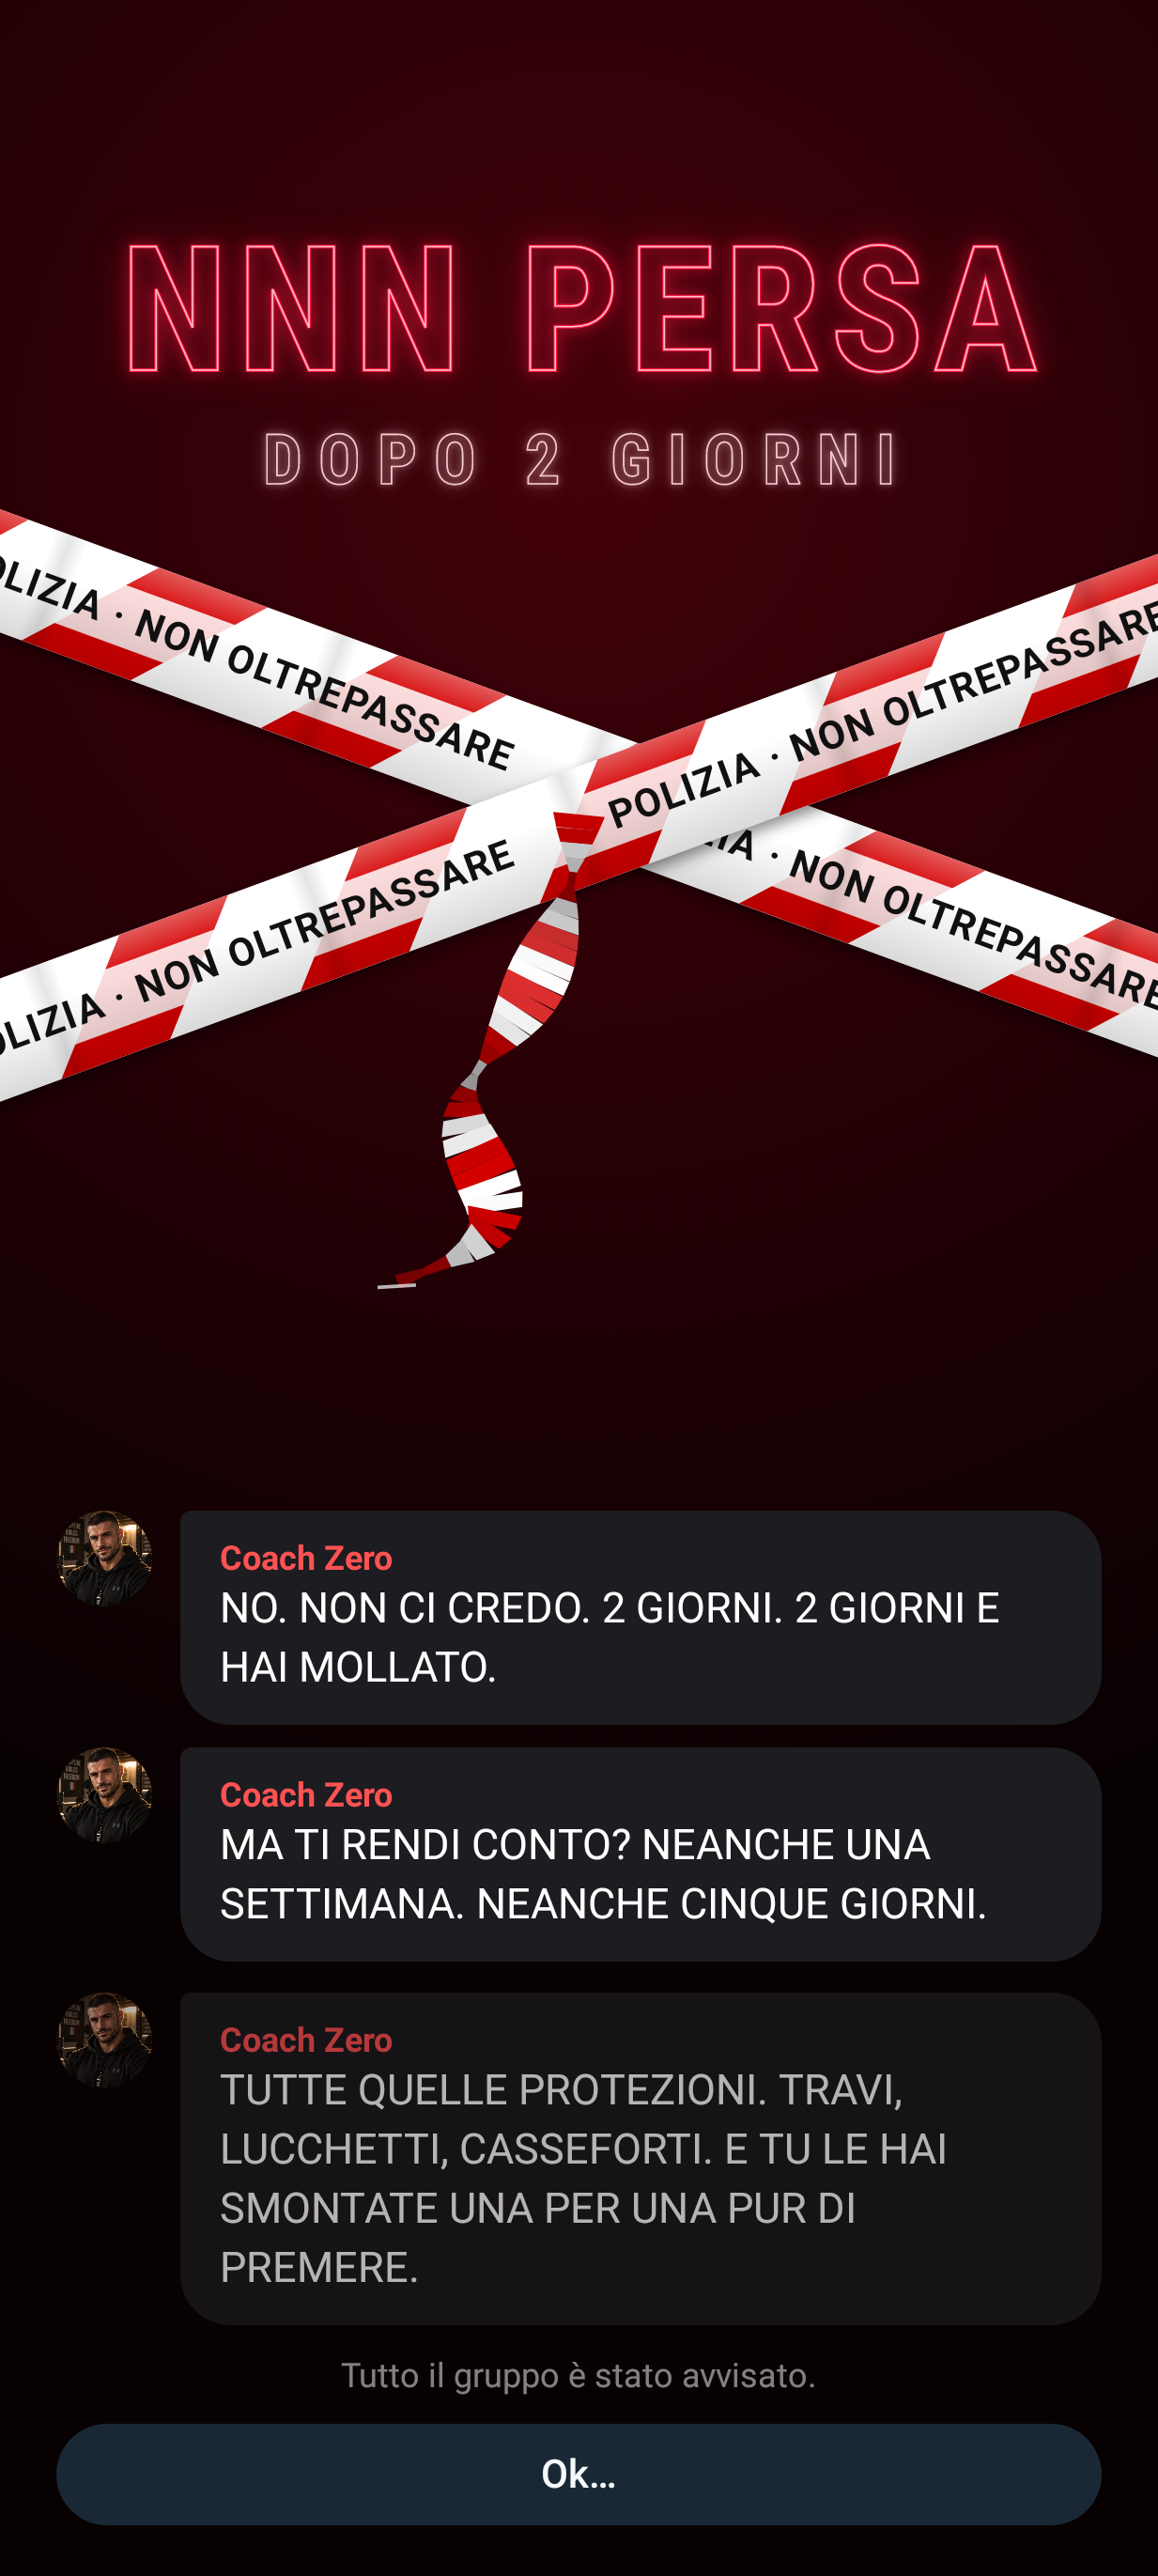 NNN PERSA
DOPO 2 GIORNI
OLIZIA · NON OLTREPASSARE
POLIZIA · NON OLTREPASSARE
OLIZIA · NON OLTREPASSARE
ZIA · NON OLTREPASSARE
Coach Zero
NO. NON CI CREDO. 2 GIORNI. 2 GIORNI E
HAI MOLLATO.
Coach Zero
MA TI RENDI CONTO? NEANCHE UNA
SETTIMANA. NEANCHE CINQUE GIORNI.
Coach Zero
TUTTE QUELLE PROTEZIONI. TRAVI,
LUCCHETTI, CASSEFORTI. E TU LE HAI
SMONTATE UNA PER UNA PUR DI
PREMERE.
Tutto il gruppo è stato avvisato.
Ok...